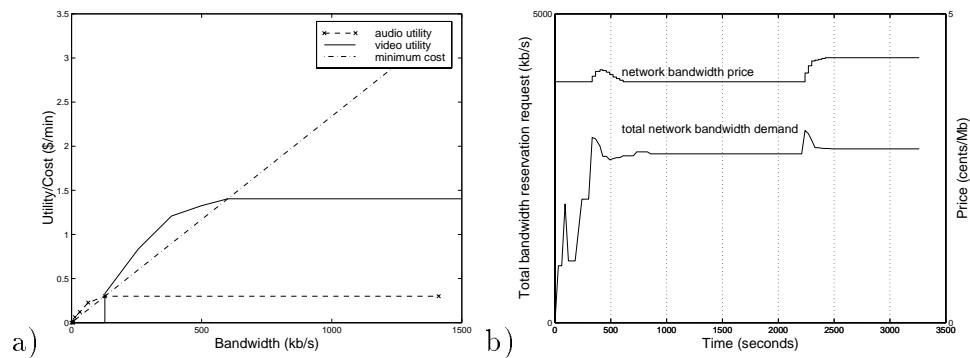 3.5
3
2.5
2
1.5
1
0.5
0
0
500
1000
1500
Utility/Cost ($/min)
Bandwidth (kb/s)
audio utility
video utility
minimum cost
a)
5000
0
5
Total bandwidth reservation request (kb/s)
Price (cents/Mb)
network bandwidth price
total network bandwidth demand
0
500
1000
1500
2000
2500
3000
3500
Time (seconds)
b)